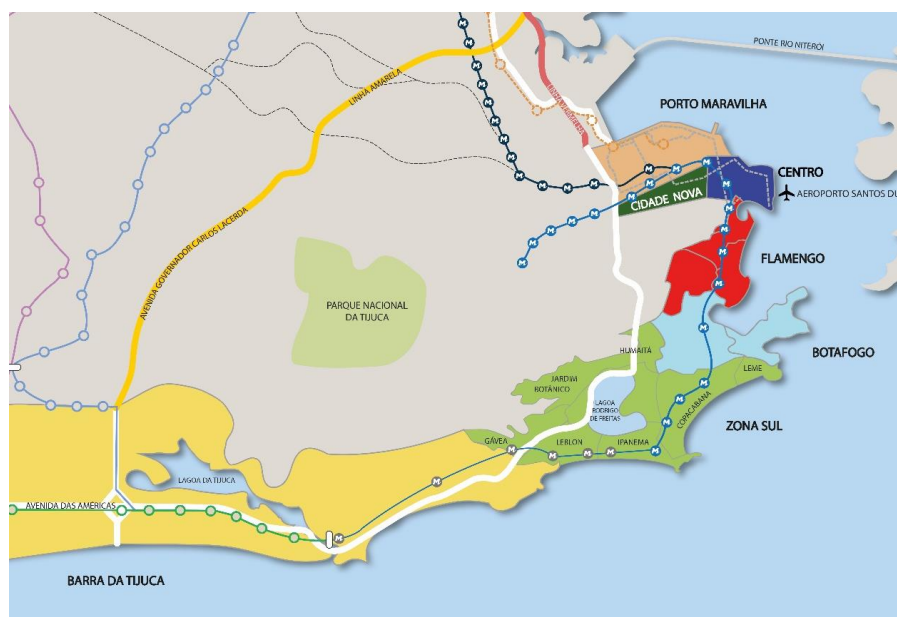 PONTE RIO NITERÓI
LINHA AMARELA
PORTO MARAVILHA
CENTRO
AEROPORTO SANTOS DU
CIDADE NOVA
AVENIDA GOVERNADOR CARLOS LACERDA
FLAMENGO
PARQUE NACIONAL
DA TIJUCA
HUMAITÁ
BOTAFOGO
LEME
JARDIM
BOTÂNICO
LAGOA
RODRIGO
DE FREITAS
COPACABANA
ZONA SUL
GÁVEA
LEBLON
IPANEMA
LAGOA DA TIJUCA
AVENIDA DAS AMÉRICAS
BARRA DA TIJUCA